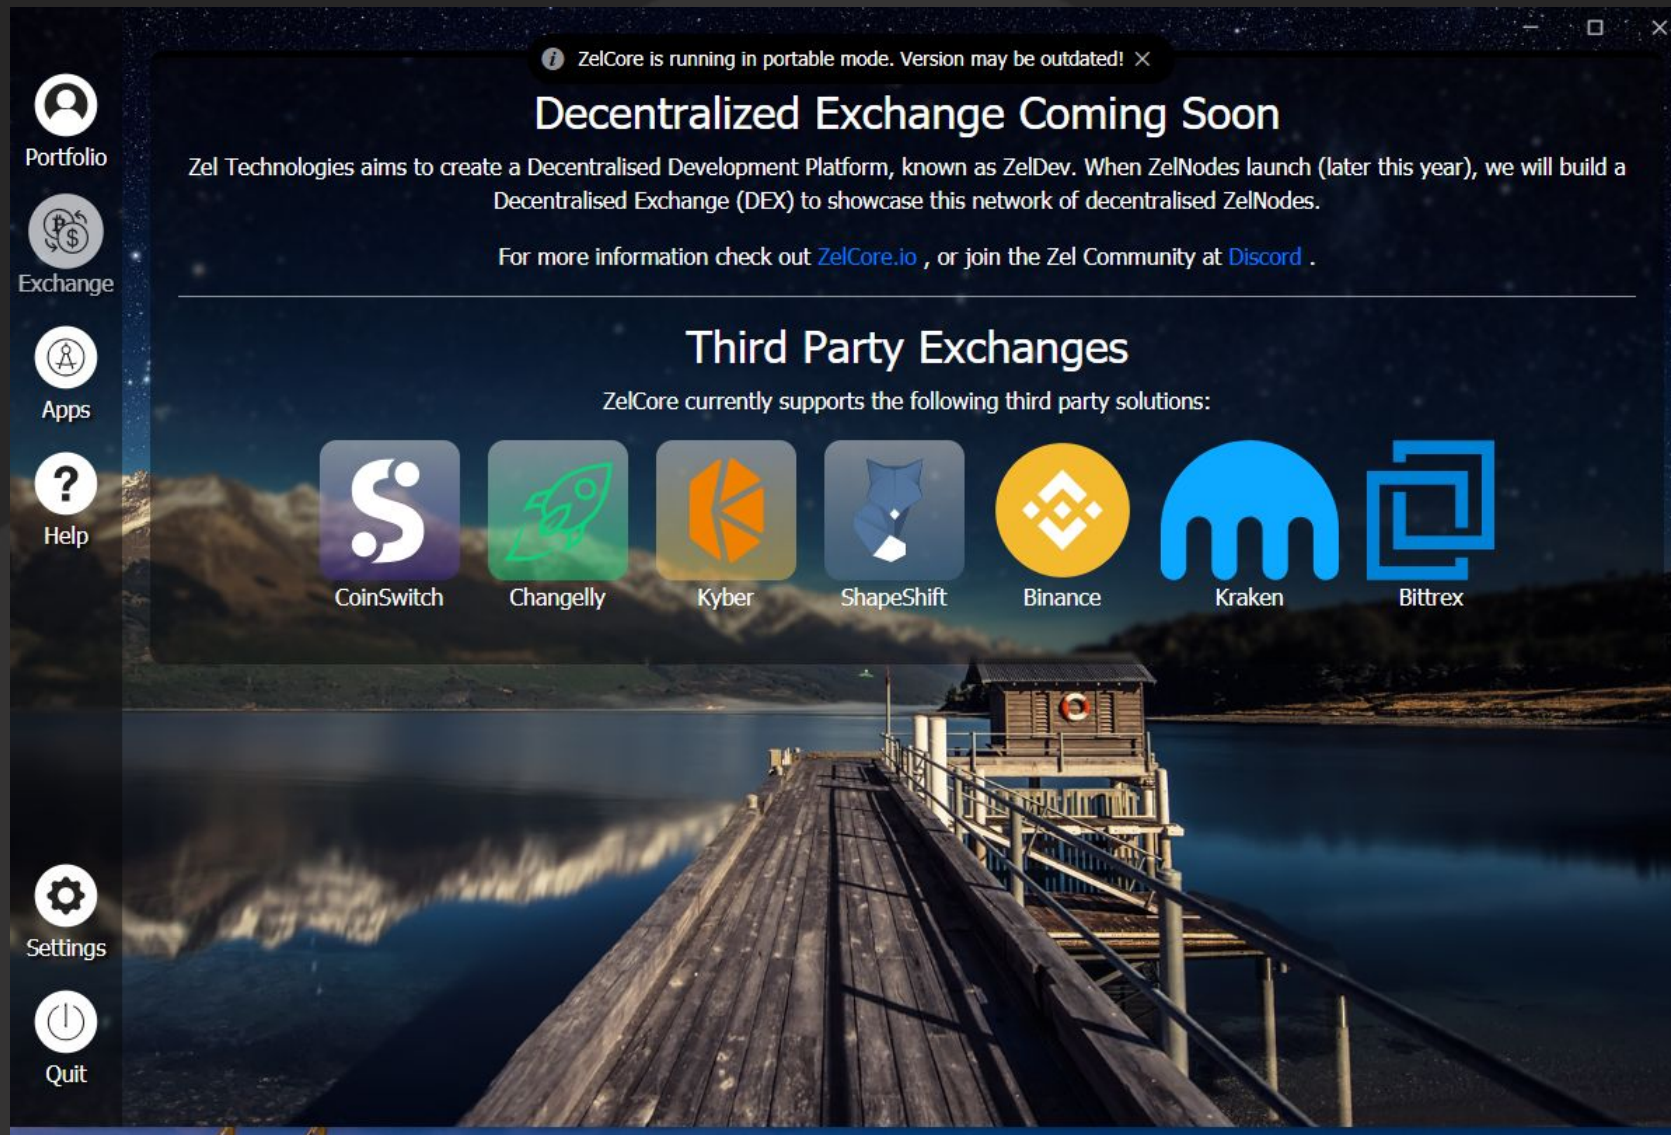 ZelCore is running in portable mode. Version may be outdated!
Decentralized Exchange Coming Soon
Zel Technologies aims to create a Decentralised Development Platform, known as ZelDev. When ZelNodes launch (later this year), we will build a
Decentralised Exchange (DEX) to showcase this network of decentralised ZelNodes.
For more information check out ZelCore.io , or join the Zel Community at Discord .
Third Party Exchanges
ZelCore currently supports the following third party solutions:
CoinSwitch
Changelly
Kyber
ShapeShift
Binance
Kraken
Bittrex
Portfolio
Exchange
Apps
Help
Settings
Quit